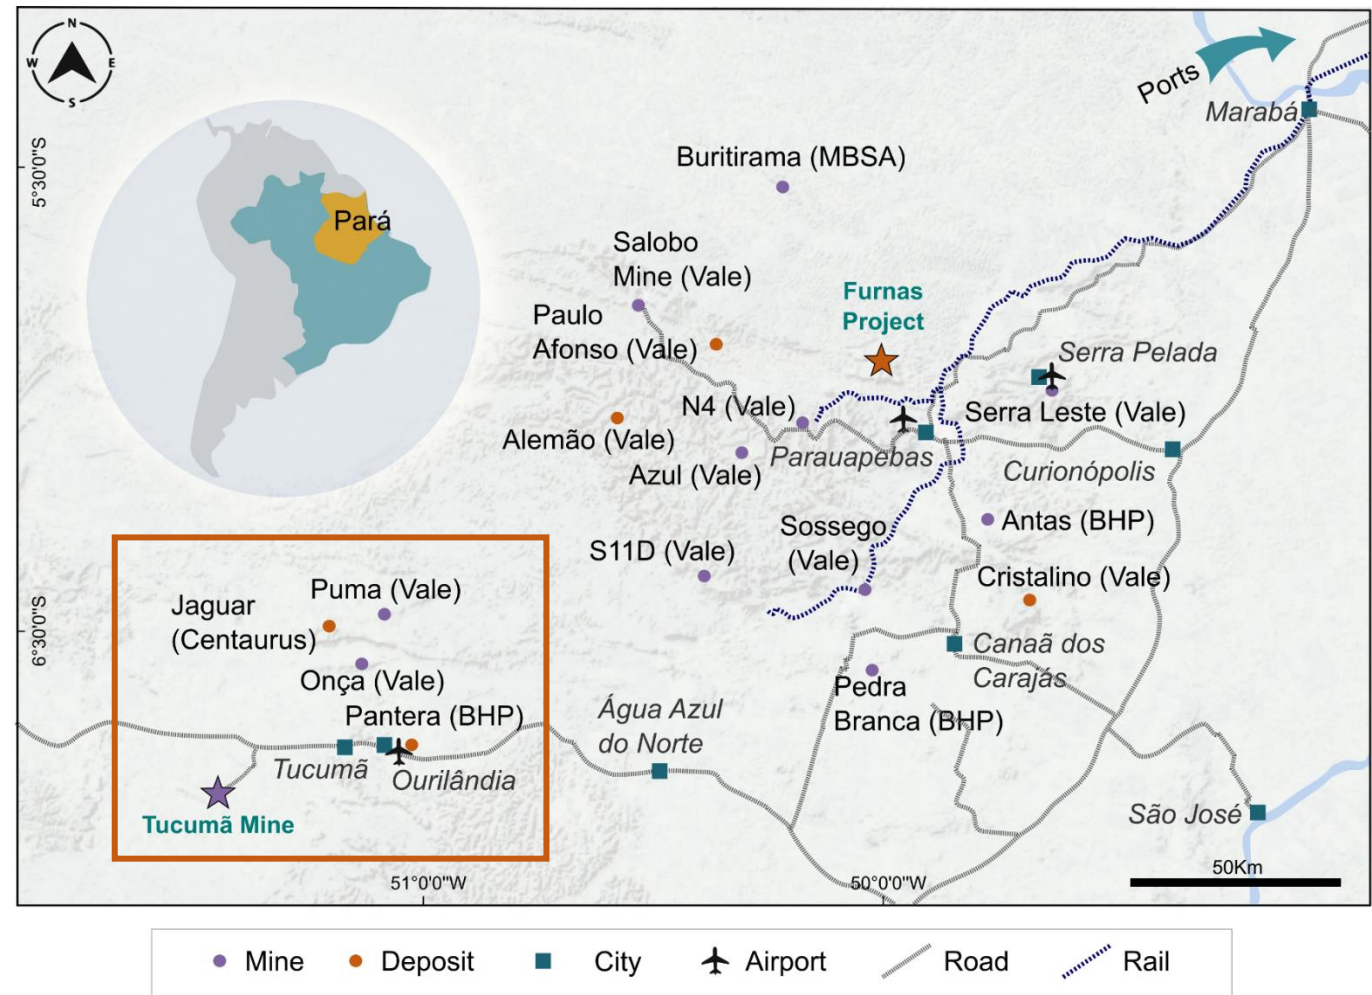 N
W
E
S
Ports
Marabá
5°30'0"S
Buritirama (MBSA)
Pará
Salobo
Mine (Vale)
Furnas
Project
Paulo
Afonso (Vale)
Serra Pelada
N4 (Vale)
Serra Leste (Vale)
Alemão (Vale)
Parauapebas
Azul (Vale)
Curionópolis
Sossego
(Vale)
Antas (BHP)
S11D (Vale)
Cristalino (Vale)
6°30'0"S
Puma (Vale)
Jaguar
(Centaurus)
Onça (Vale)
Canaã dos
Carajás
Pedra
Branca (BHP)
Pantera (BHP)
Água Azul
do Norte
Tucumã
Ourilândia
Tucumã Mine
São José
51°0'0"W
50°0'0"W
50Km
Mine
Deposit
City
Airport
Road
Rail